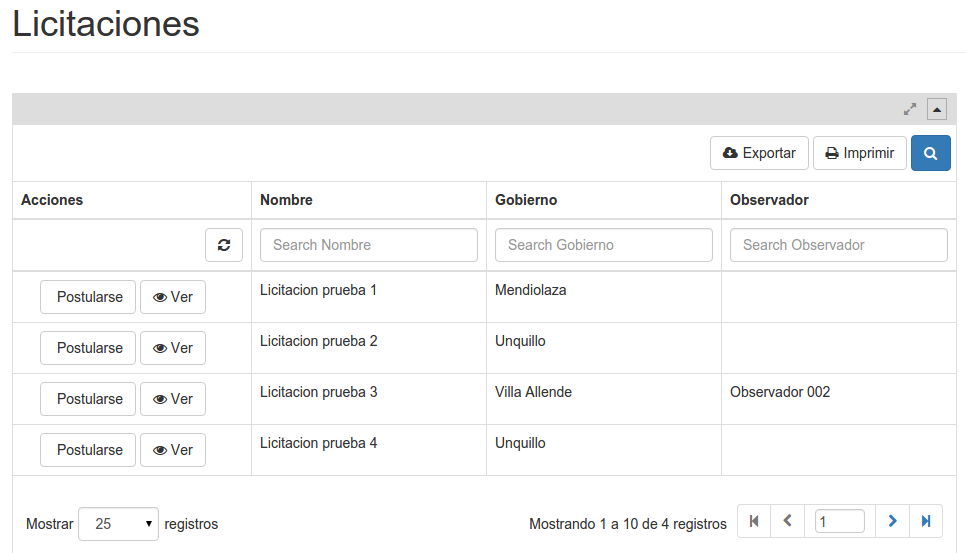 Licitaciones
Exportar Imprimir
Acciones Nombre Gobierno Observador
Search Nombre Search Gobierno Search Observador
Postularse Ver Licitacion prueba 1 Mendiolaza
Postularse Ver Licitacion prueba 2 Unquillo
Postularse Ver Licitacion prueba 3 Villa Allende Observador 002
Postularse Ver Licitacion prueba 4 Unquillo
Mostrar 25 registros Mostrando 1 a 10 de 4 registros 1